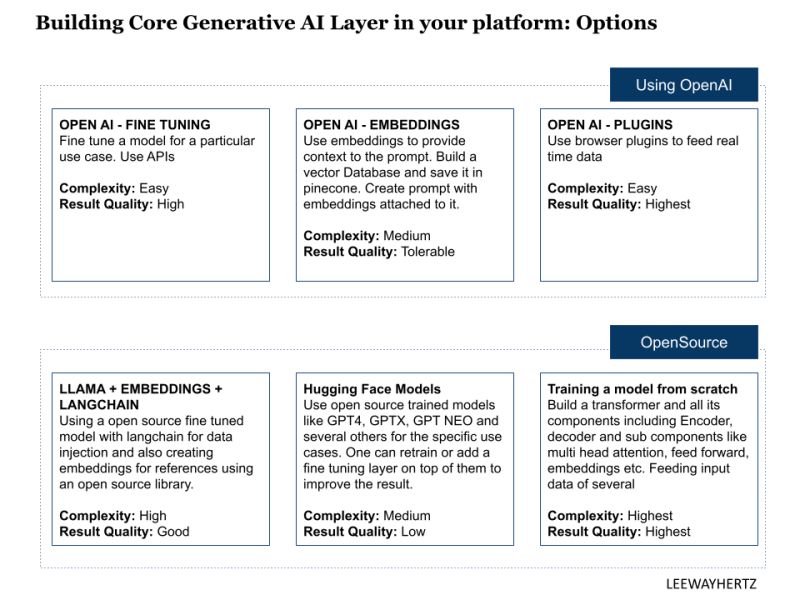 Building Core Generative AI Layer in your platform: Options
Using OpenAI
OPEN AI - FINE TUNING
Fine tune a model for a particular
use case. Use APIs
Complexity: Easy
Result Quality: High
OPEN AI - EMBEDDINGS
Use embeddings to provide
context to the prompt. Build a
vector Database and save it in
pinecone. Create prompt with
embeddings attached to it.
Complexity: Medium
Result Quality: Tolerable
OPEN AI - PLUGINS
Use browser plugins to feed real
time data
Complexity: Easy
Result Quality: Highest
OpenSource
LLAMA + EMBEDDINGS +
LANGCHAIN
Using a open source fine tuned
model with langchain for data
injection and also creating
embeddings for references using
an open source library.
Complexity: High
Result Quality: Good
Hugging Face Models
Use open source trained models
like GPT4, GPTX, GPT NEO and
several others for the specific use
cases. One can retrain or add a
fine tuning layer on top of them to
improve the result.
Complexity: Medium
Result Quality: Low
Training a model from scratch
Build a transformer and all its
components including Encoder,
decoder and sub components like
multi head attention, feed forward,
embeddings etc. Feeding input
data of several
Complexity: Highest
Result Quality: Highest
LEEWAYHERTZ